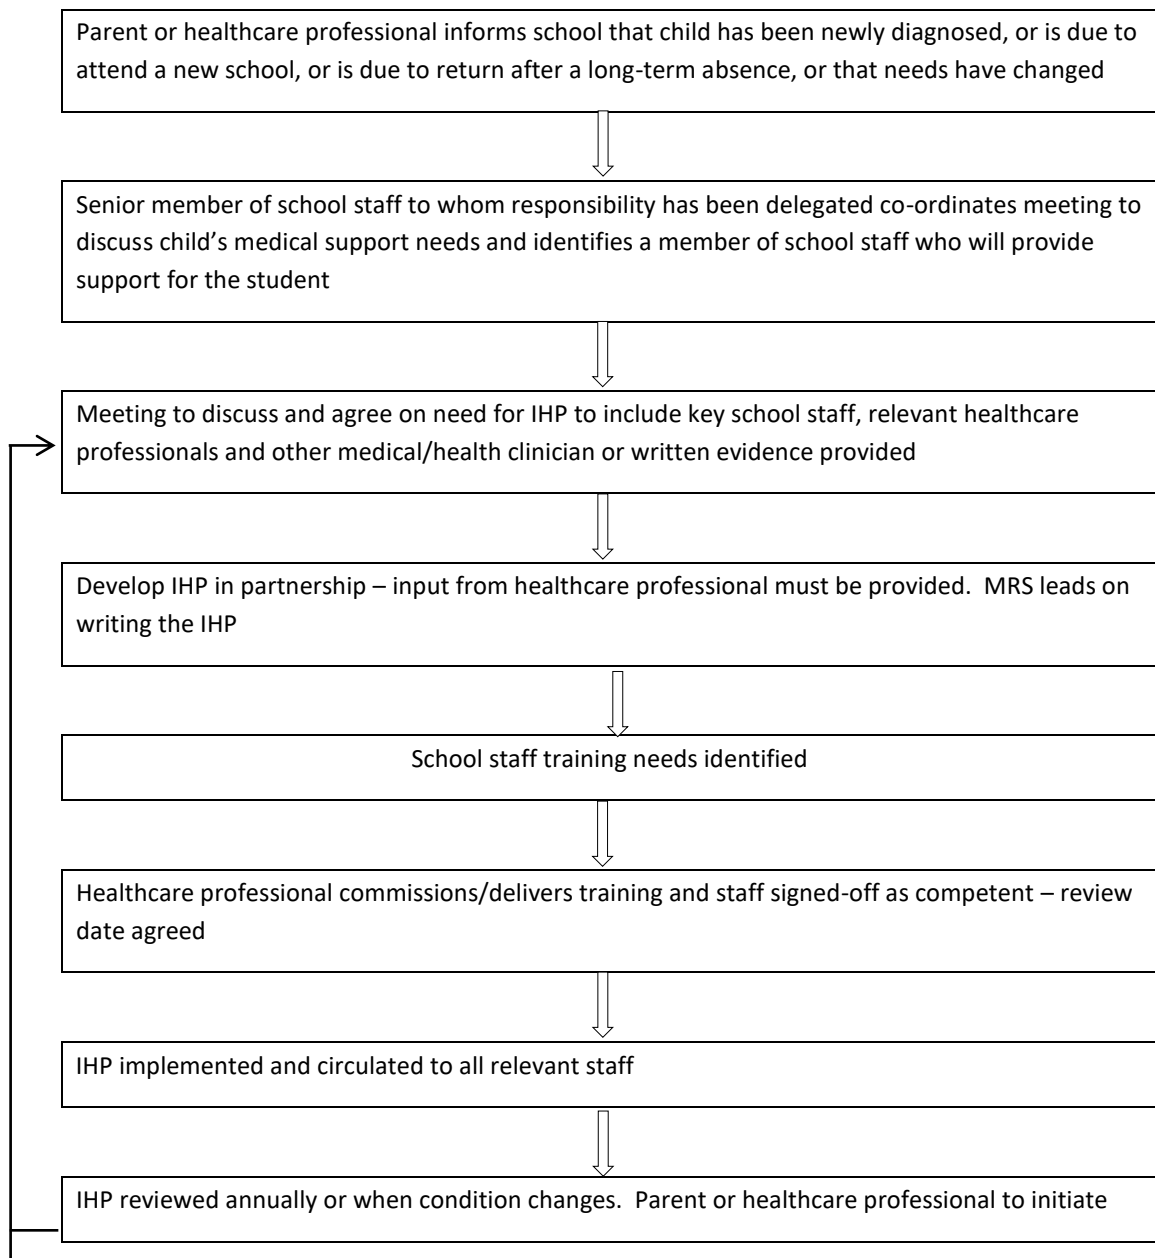 Parent or healthcare professional informs school that child has been newly diagnosed, or is due to
attend a new school, or is due to return after a long-term absence, or that needs have changed
Senior member of school staff to whom responsibility has been delegated co-ordinates meeting to
discuss child’s medical support needs and identifies a member of school staff who will provide
support for the student
Meeting to discuss and agree on need for IHP to include key school staff, relevant healthcare
professionals and other medical/health clinician or written evidence provided
Develop IHP in partnership – input from healthcare professional must be provided.  MRS leads on
writing the IHP
School staff training needs identified
Healthcare professional commissions/delivers training and staff signed-off as competent – review
date agreed
IHP implemented and circulated to all relevant staff
IHP reviewed annually or when condition changes.  Parent or healthcare professional to initiate